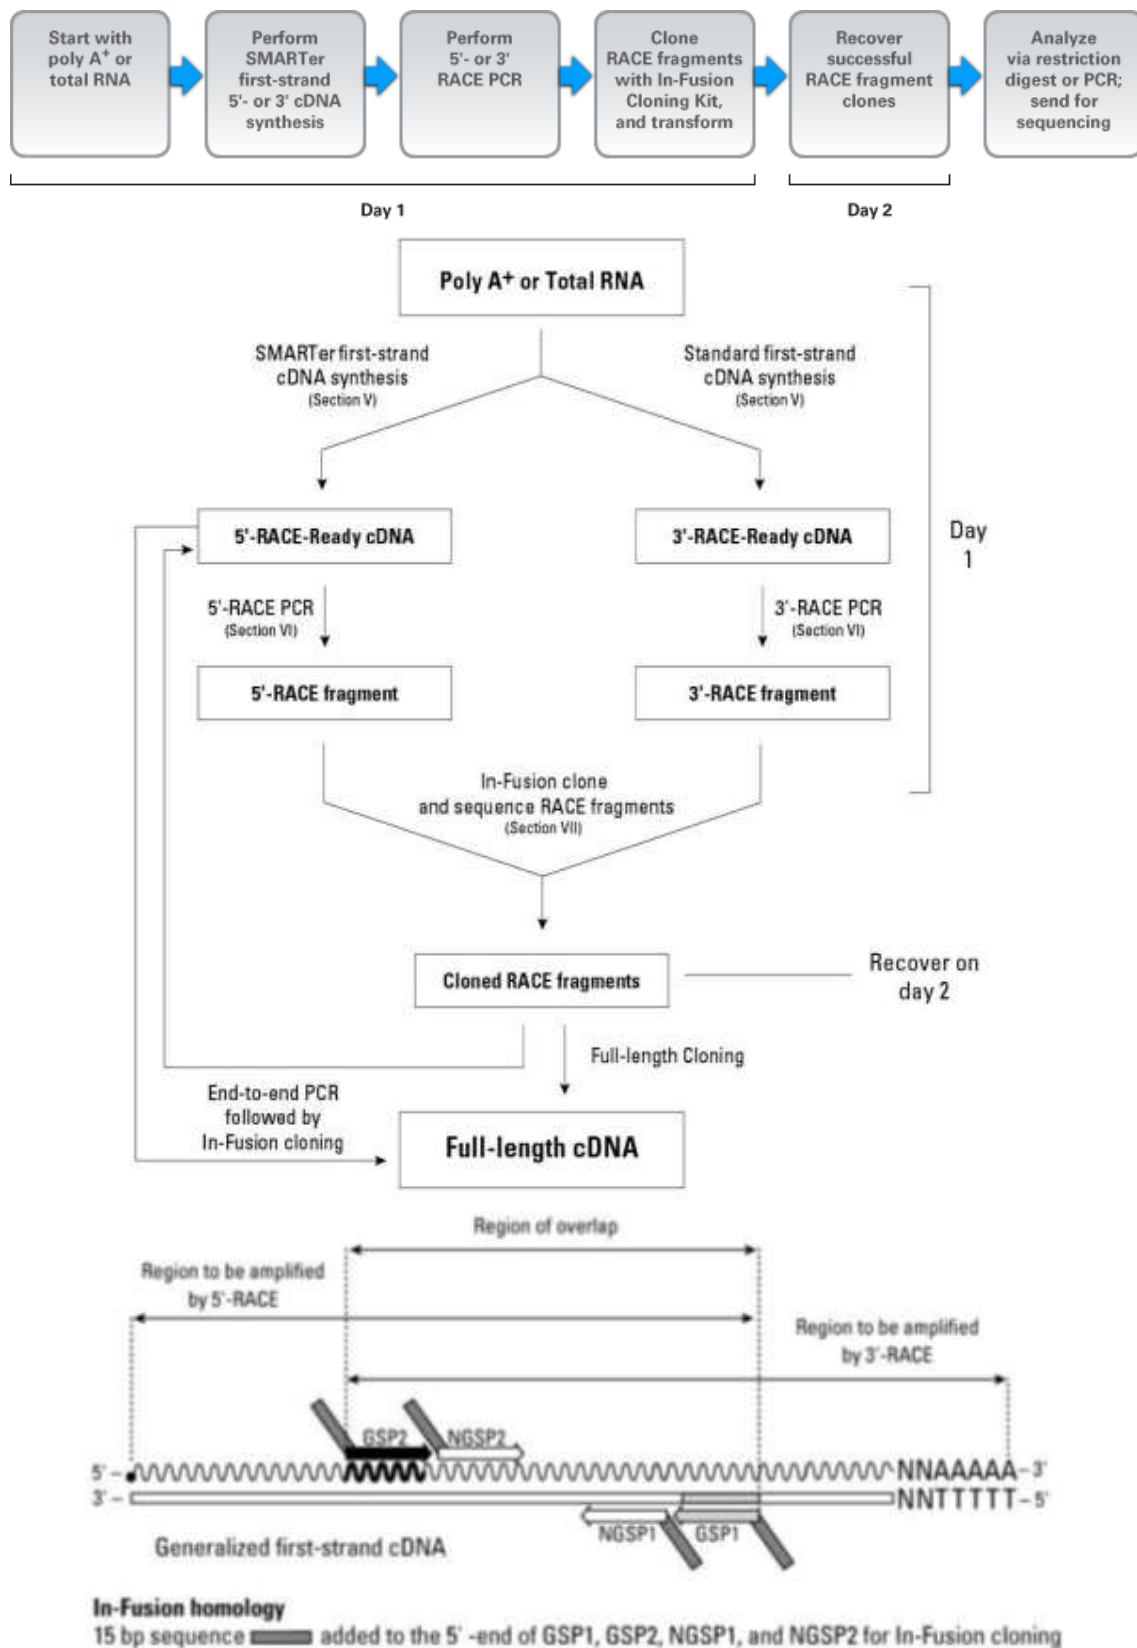 Start with
poly A+ or
total RNA
Perform
SMARTer
first-strand
5'- or 3' cDNA
synthesis
Perform
5'- or 3'
RACE PCR
Clone
RACE fragments
with In-Fusion
Cloning Kit,
and transform
Recover
successful
RACE fragment
clones
Analyze
via restriction
digest or PCR;
send for
sequencing
Day 1
Day 2
Poly A+ or Total RNA
SMARTer first-strand
cDNA synthesis
(Section V)
Standard first-strand
cDNA synthesis
(Section V)
5'-RACE-Ready cDNA
3'-RACE-Ready cDNA
Day
1
5'-RACE PCR
(Section VI)
3'-RACE PCR
(Section VI)
5'-RACE fragment
3'-RACE fragment
In-Fusion clone
and sequence RACE fragments
(Section VII)
Cloned RACE fragments
Recover on
day 2
Full-length Cloning
End-to-end PCR
followed by
In-Fusion cloning
Full-length cDNA
Region of overlap
Region to be amplified
by 5'-RACE
Region to be amplified
by 3'-RACE
GSP2
NGSP2
5'– NNAAAAA–3'
3'– NNTTTTT–5'
NGSP1
GSP1
Generalized first-strand cDNA
In-Fusion homology
15 bp sequence added to the 5' -end of GSP1, GSP2, NGSP1, and NGSP2 for In-Fusion cloning